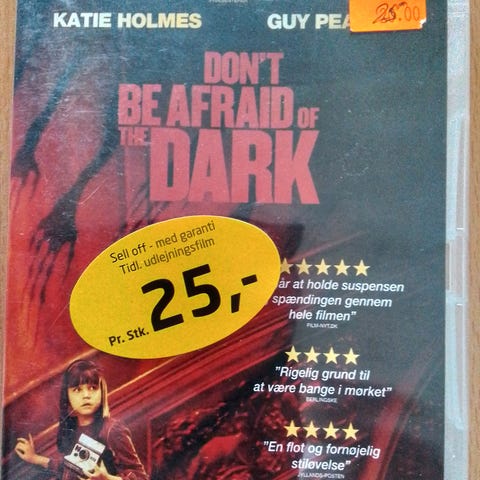 KATIE HOLMES
GUY PEA
25.00
DON'T
BE AFRAID OF
THE DARK
Sell off - med garanti
Tidl. udlejningsfilm
Pr. Stk. 25,-
år at holde suspensen
spændingen gennem
hele filmen"
FILM-NYT.DK
"Rigelig grund til
at være bange i mørket"
BERLINGSKE
"En flot og fornøjelig
stiløvelse"
JYLLANDS-POSTEN